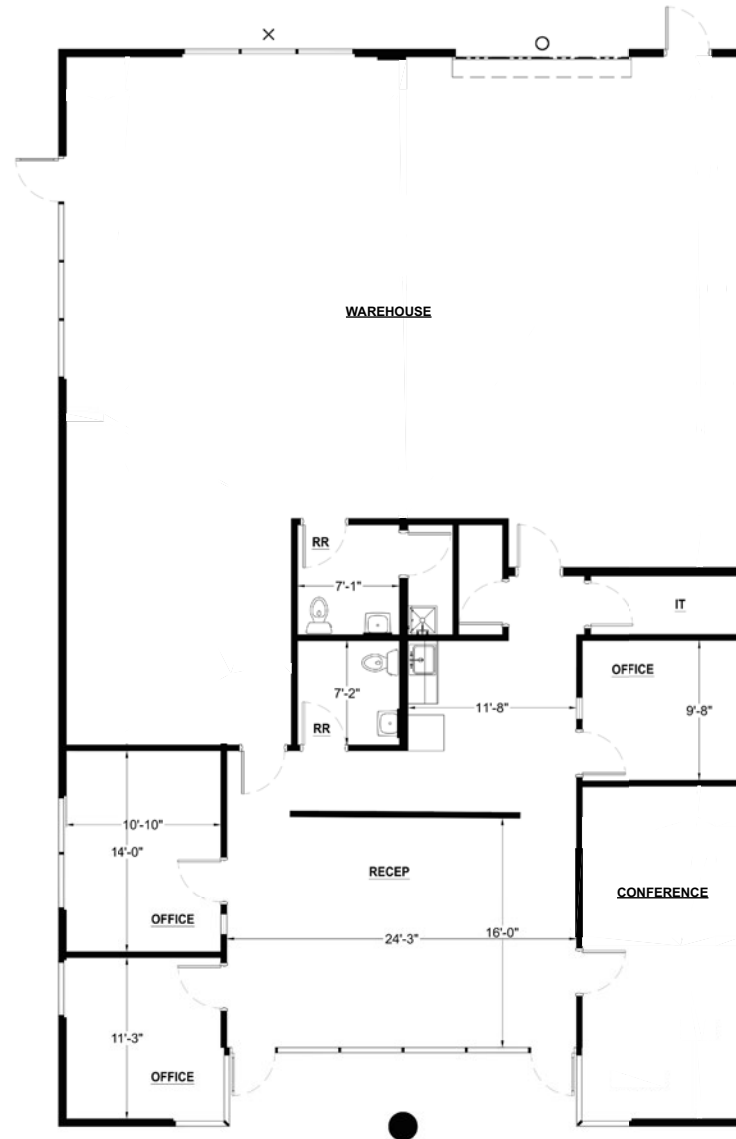 WAREHOUSE
RR
7'-1"
IT
OFFICE
7'-2"
11'-8"
9'-8"
RR
10'-10"
14'-0"
RECEP
CONFERENCE
OFFICE
24'-3"
16'-0"
11'-3"
OFFICE